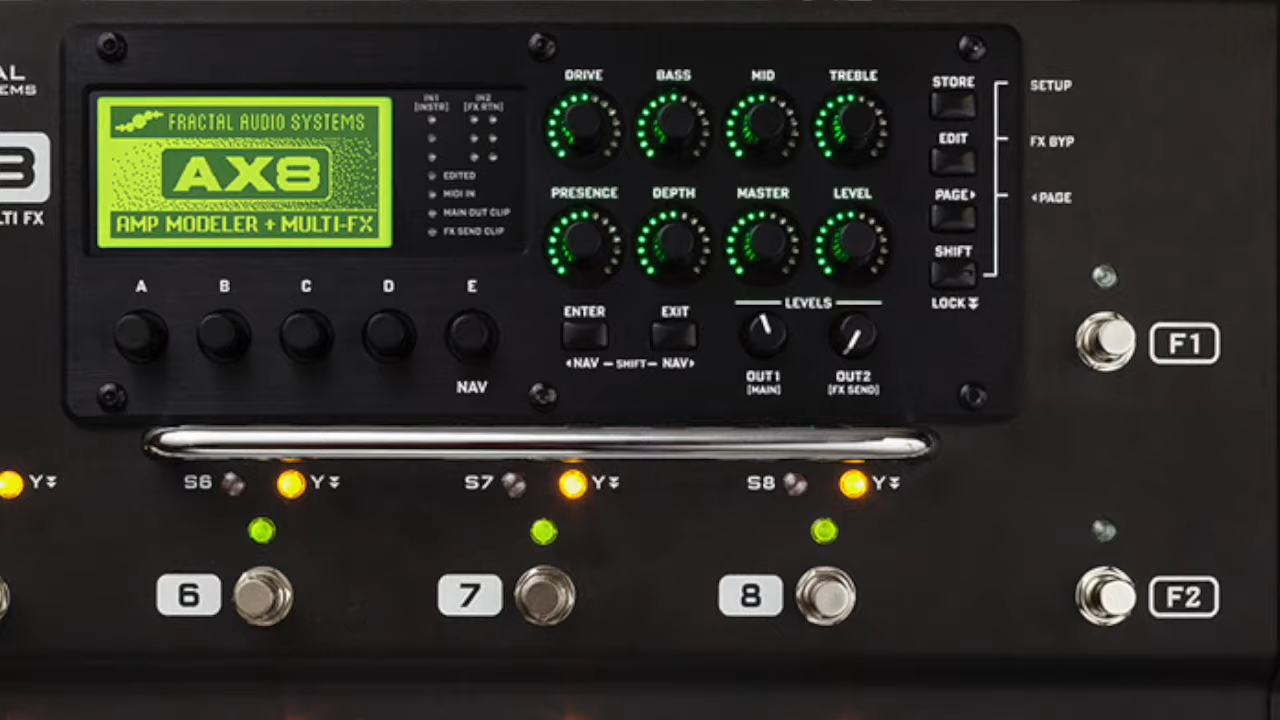 AL
EMS
8
LTI FX
FRACTAL AUDIO SYSTEMS
AX8
AMP MODELER + MULTI-FX
IN1 IN2
[INSTR] [FX RTN]
EDITED
MIDI IN
MAIN OUT CLIP
FX SEND CLIP
A B C D E
NAV
DRIVE BASS MID TREBLE
PRESENCE DEPTH MASTER LEVEL
ENTER EXIT
NAV SHIFT NAV
LEVELS
OUT1 OUT2
[MAIN] [FX SEND]
STORE
EDIT
PAGE
SHIFT
LOCK
SETUP
FX BYP
PAGE
F1
Y S6 Y S7 Y S8 Y
6 7 8
F2